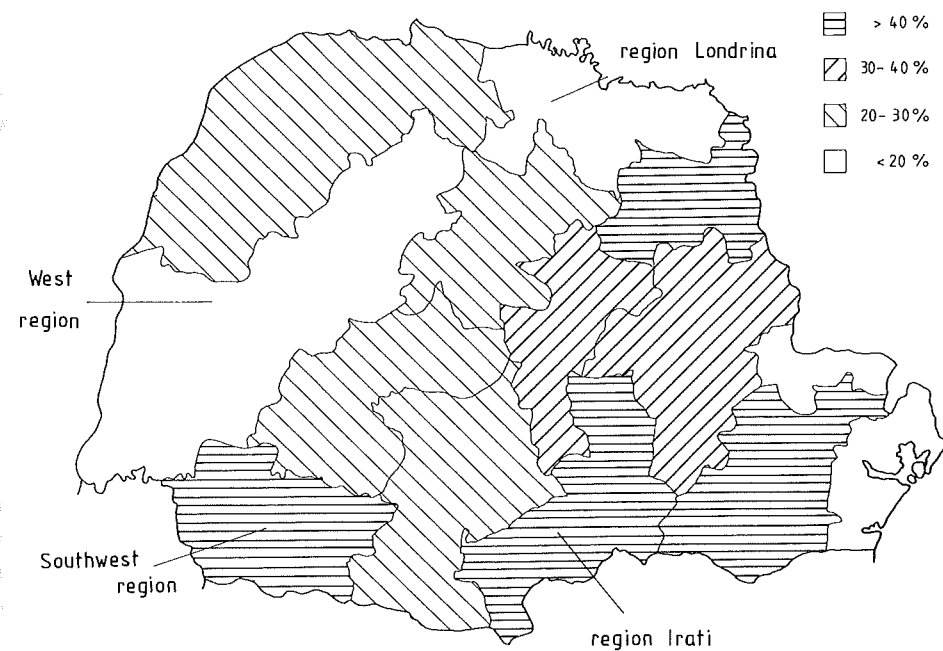 > 40 %
region Londrina
30-40%
20-30%
<20 %
West
region
Southwest
region
region Irati